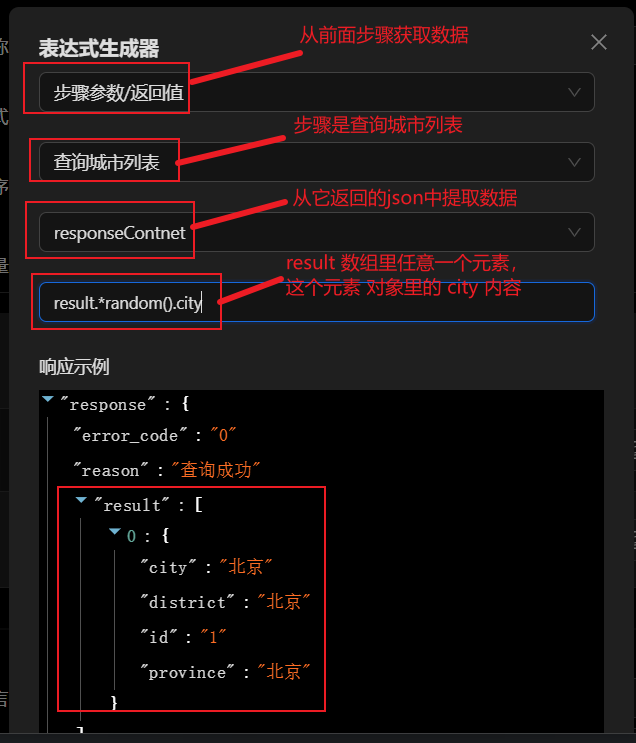 从前面步骤获取数据
表达式生成器
步骤参数/返回值
步骤是查询城市列表
查询城市列表
从它返回的json中提取数据
responseContnet
result 数组里任意一个元素，
这个元素 对象里的 city 内容
result.*random().city
响应示例
"response" : {
"error_code" : "0"
"reason" : "查询成功"
"result" : [
0 : {
"city" : "北京"
"district" : "北京"
"id" : "1"
"province" : "北京"
}
]